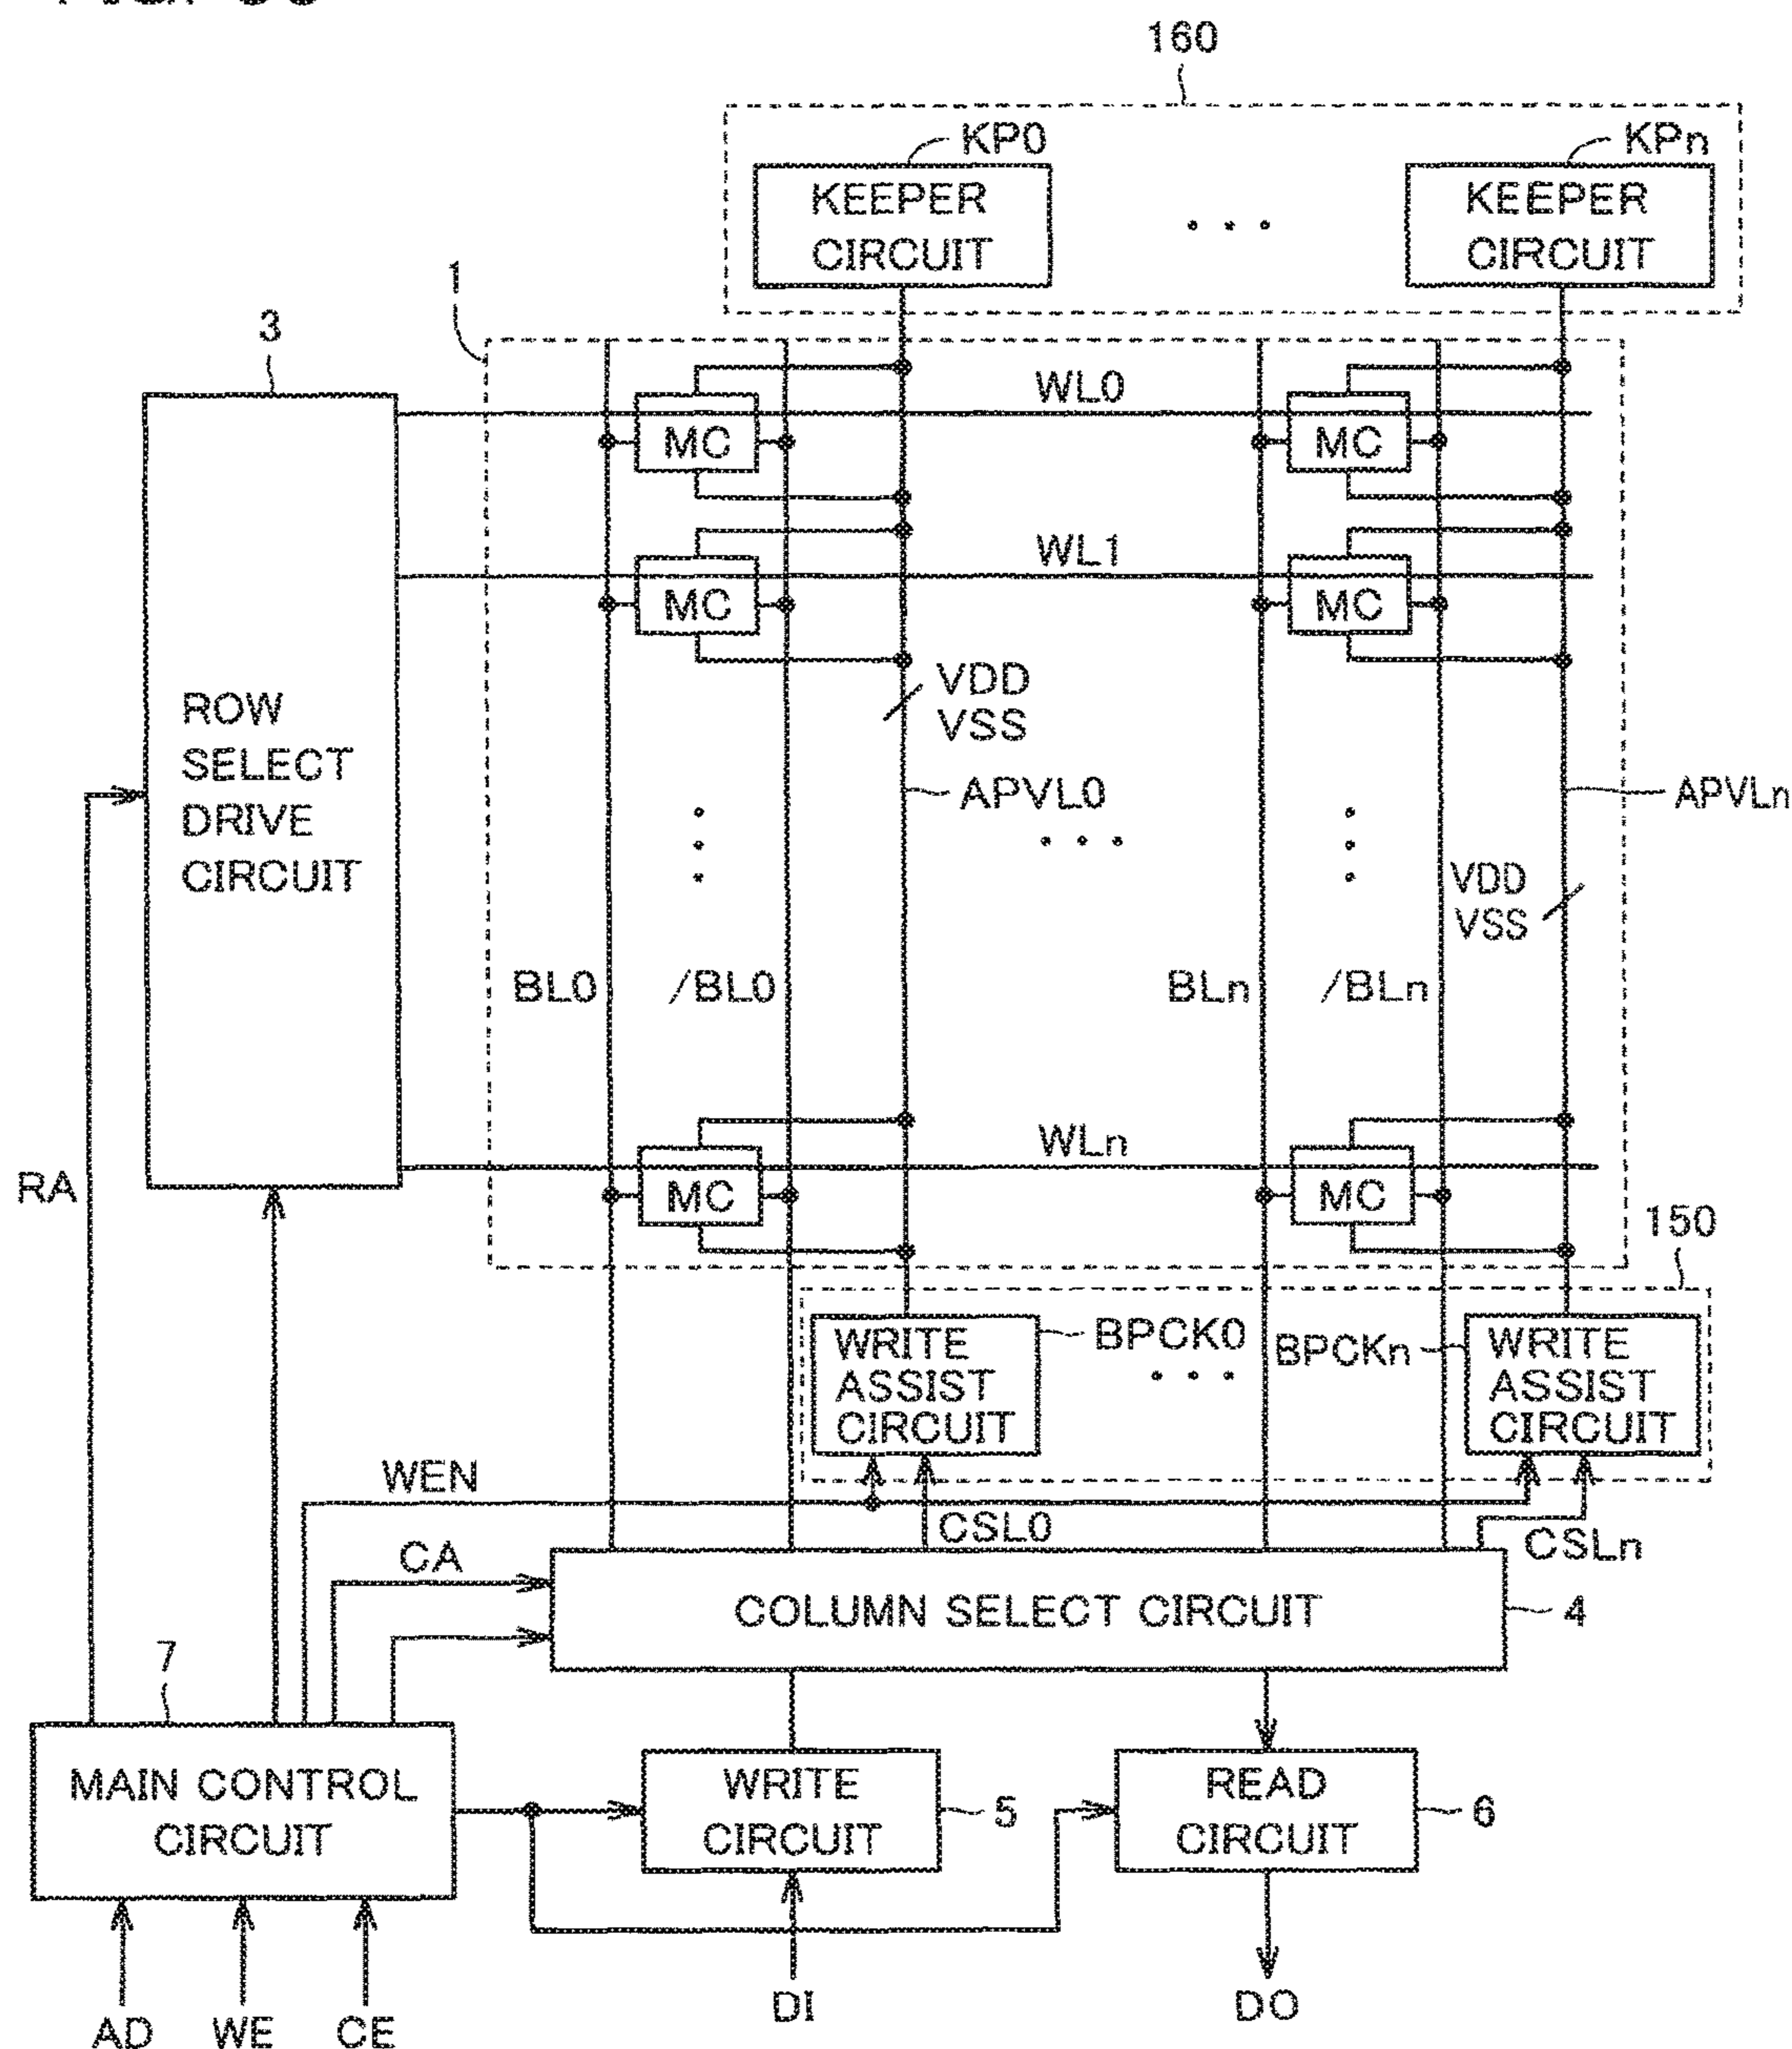 160
KP0
KPn
KEEPER
CIRCUIT
KEEPER
CIRCUIT
1
3
WL0
MC
MC
WL1
MC
MC
VDD
VSS
ROW
SELECT
DRIVE
CIRCUIT
APVL0
APVLn
VDD
VSS
BL0
/BL0
BLn
/BLn
WLn
RA
MC
MC
150
WRITE
ASSIST
CIRCUIT
BPCK0
BPCKn
WRITE
ASSIST
CIRCUIT
WEN
CSL0
CSLn
CA
COLUMN SELECT CIRCUIT
4
7
MAIN CONTROL
CIRCUIT
WRITE
CIRCUIT
5
READ
CIRCUIT
6
AD
WE
CE
DI
DO